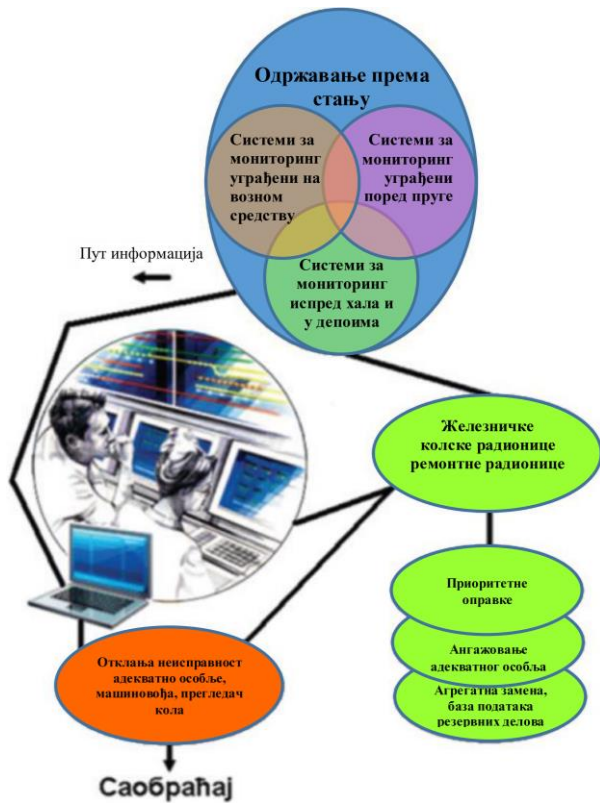 Одржавање према
стању
Системи за
мониторинг
уграђени на
возном
средству
Системи за
мониторинг
уграђени
поред пруге
Системи за
мониторинг
испред хала и
у депоима
Пут информација
Железничке
колске радионице
ремонтне радионице
Приоритетне
оправке
Ангажовање
адекватног особља
Агрегатна замена,
база података
резервних делова
Отклања неисправност
адекватно особље,
машиновођа, прегледач
кола
Саобраћај